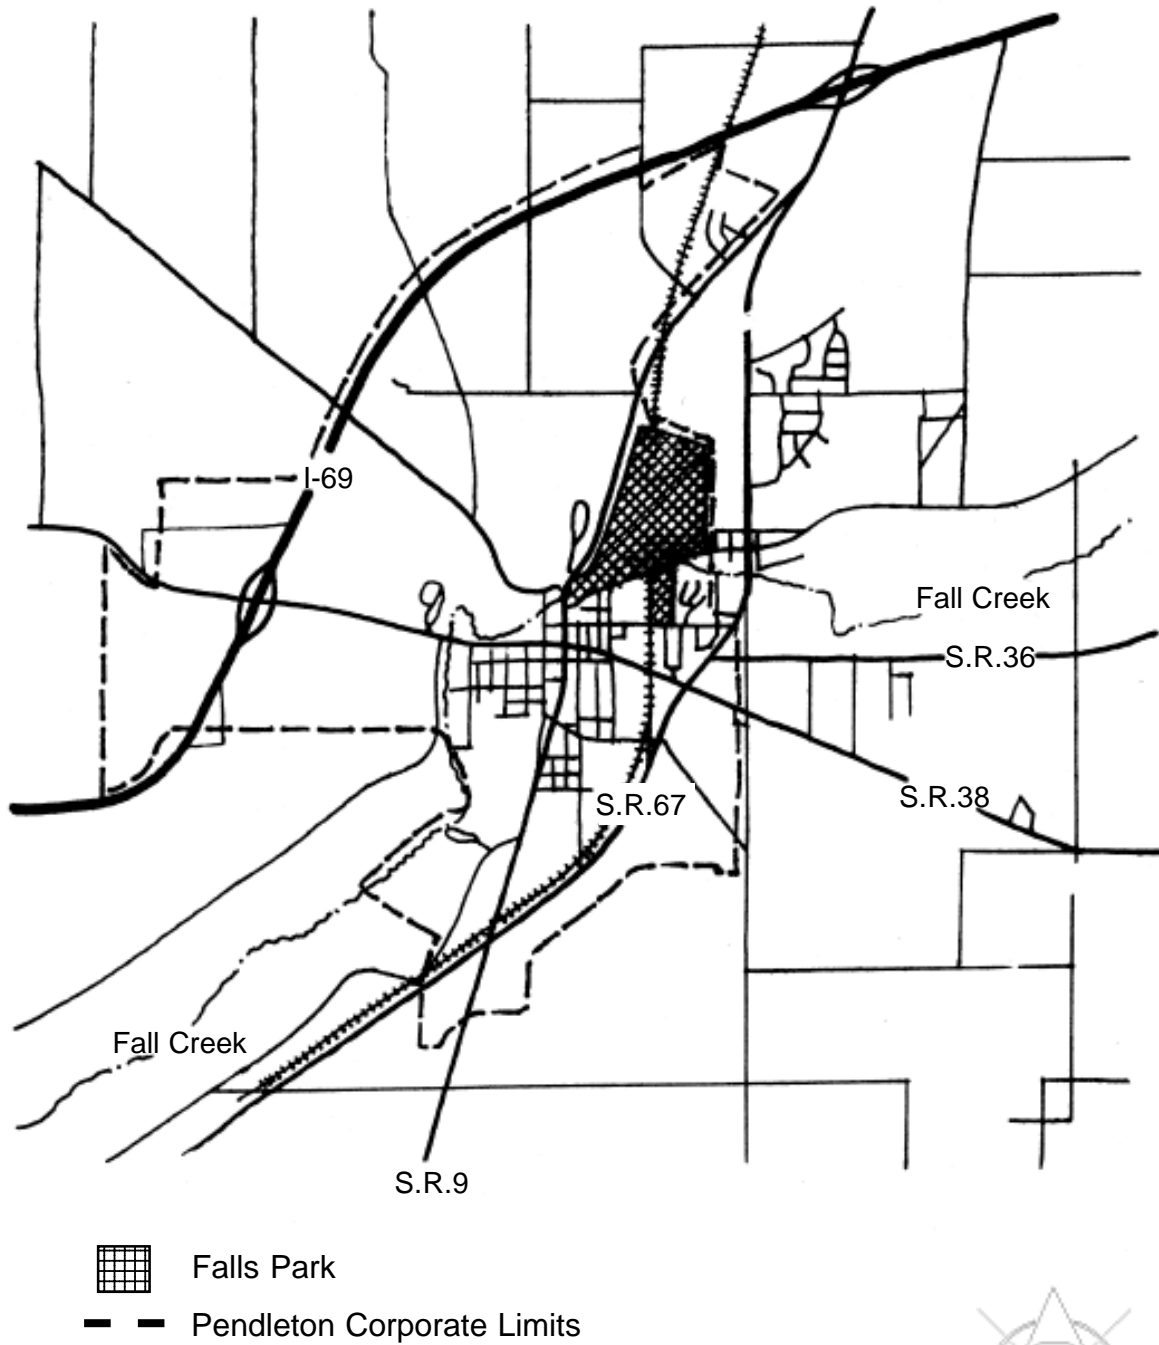 I-69
Fall Creek
S.R.36
S.R.38
S.R.67
Fall Creek
S.R.9
Falls Park
Pendleton Corporate Limits